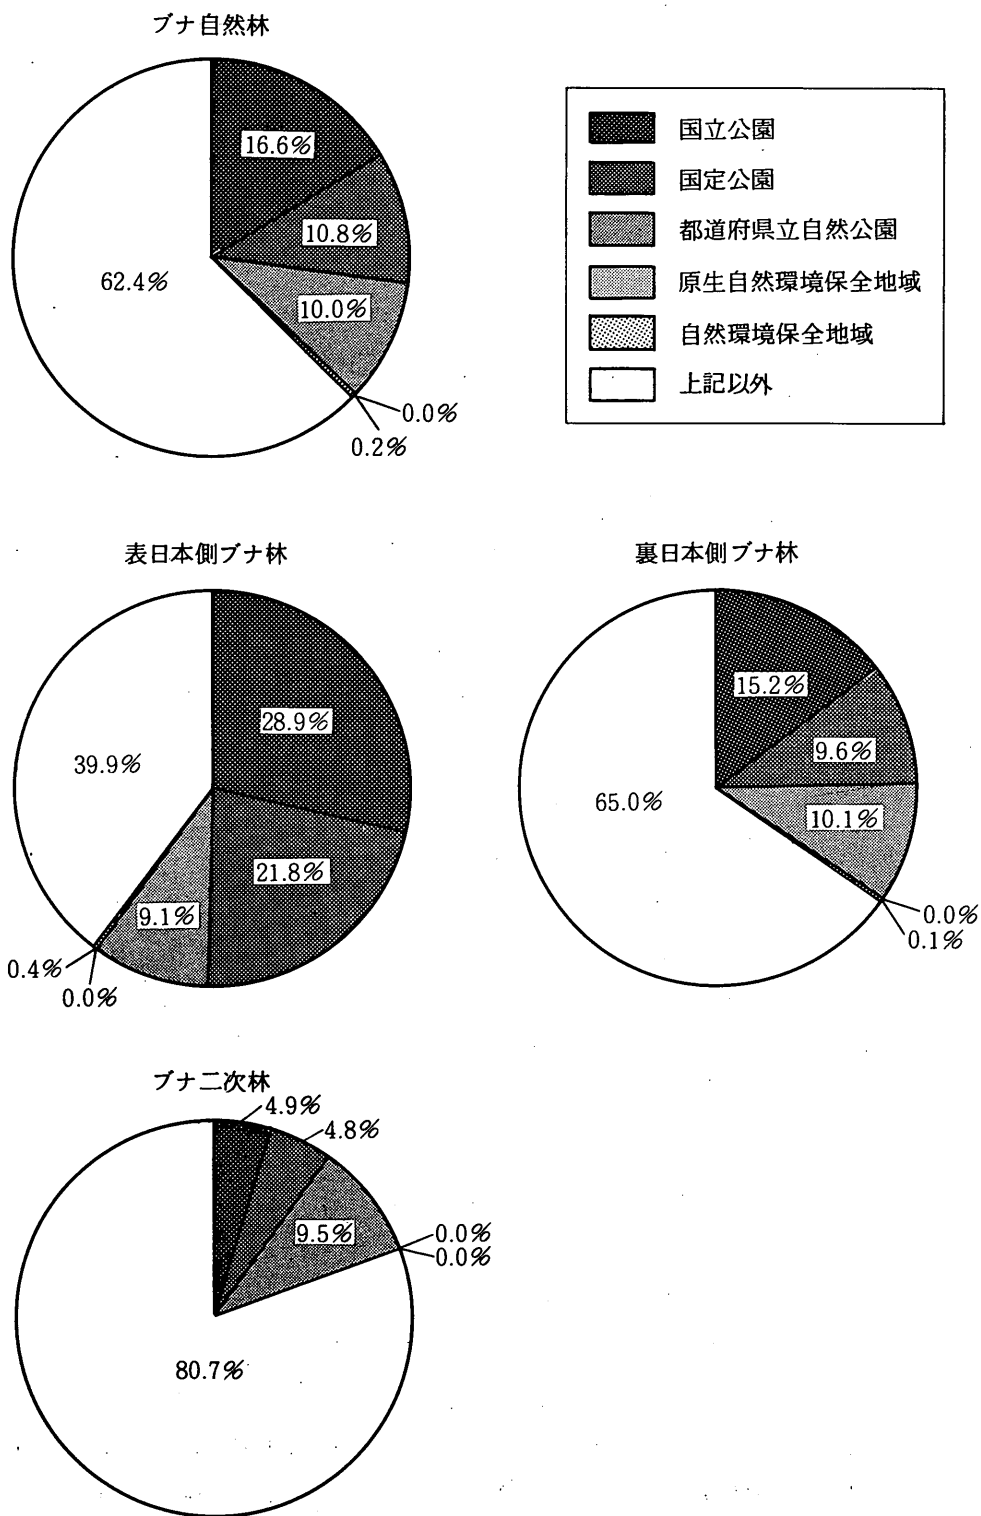 ブナ自然林
16.6%
10.8%
10.0%
62.4%
0.0%
0.2%
国立公園
国定公園
都道府県立自然公園
原生自然環境保全地域
自然環境保全地域
上記以外
表日本側ブナ林
28.9%
21.8%
9.1%
39.9%
0.4%
0.0%
裏日本側ブナ林
15.2%
9.6%
10.1%
65.0%
0.0%
0.1%
ブナ二次林
4.9%
4.8%
9.5%
0.0%
0.0%
80.7%